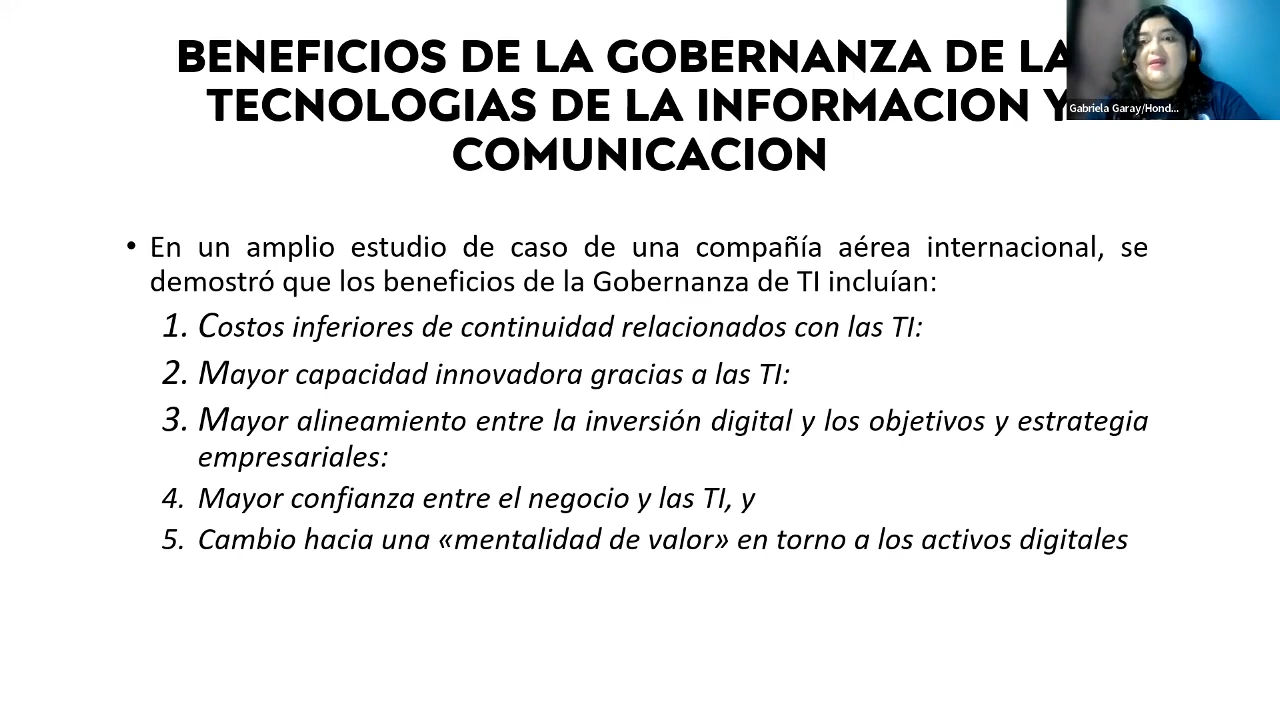 BENEFICIOS DE LA GOBERNANZA DE LA
TECNOLOGIAS DE LA INFORMACION Y
COMUNICACION
Gabriela Garay/Hond...
• En un amplio estudio de caso de una compañía aérea internacional, se
demostró que los beneficios de la Gobernanza de TI incluían:
1. Costos inferiores de continuidad relacionados con las TI:
2. Mayor capacidad innovadora gracias a las TI:
3. Mayor alineamiento entre la inversión digital y los objetivos y estrategia
empresariales:
4. Mayor confianza entre el negocio y las TI, y
5. Cambio hacia una «mentalidad de valor» en torno a los activos digitales